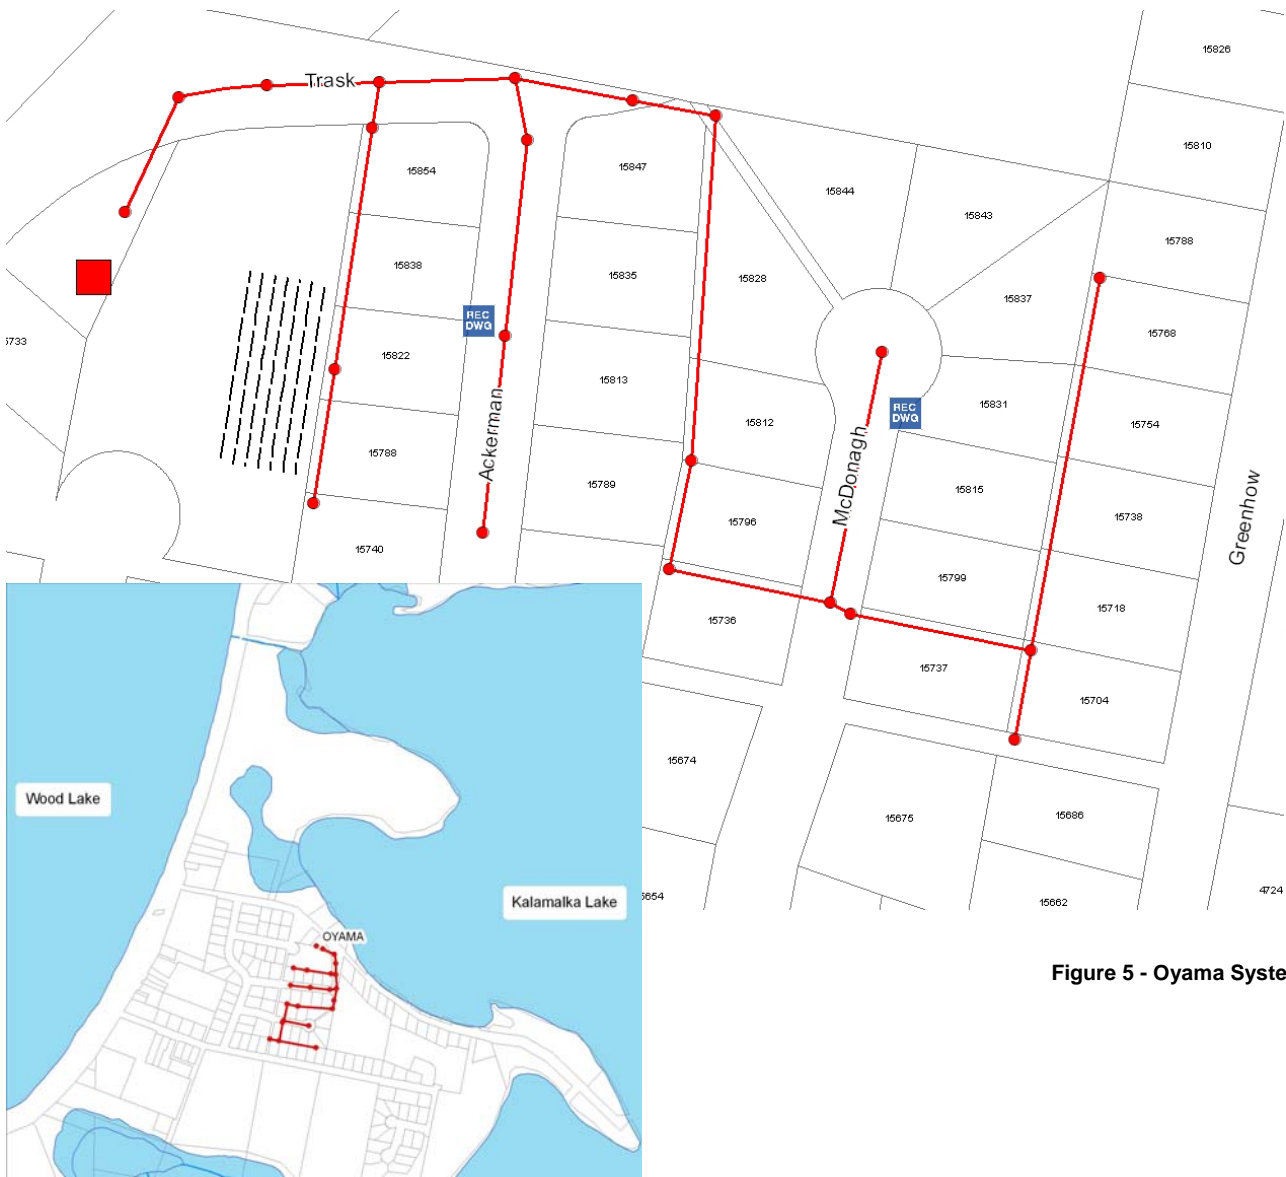 15826
Trask
15810
15854
15847
15844
15843
15788
15838
15835
15828
15837
REC
DWG
15768
5733
15822
15813
15812
REC
DWG
15831
15754
McDonagh
Ackerman
15788
15789
15796
15815
15738
Greenhow
15740
15799
15736
15718
15737
15704
15674
Wood Lake
15675
15686
5654
Kalamalka Lake
15662
4724
OYAMA
Figure 5 - Oyama Syste